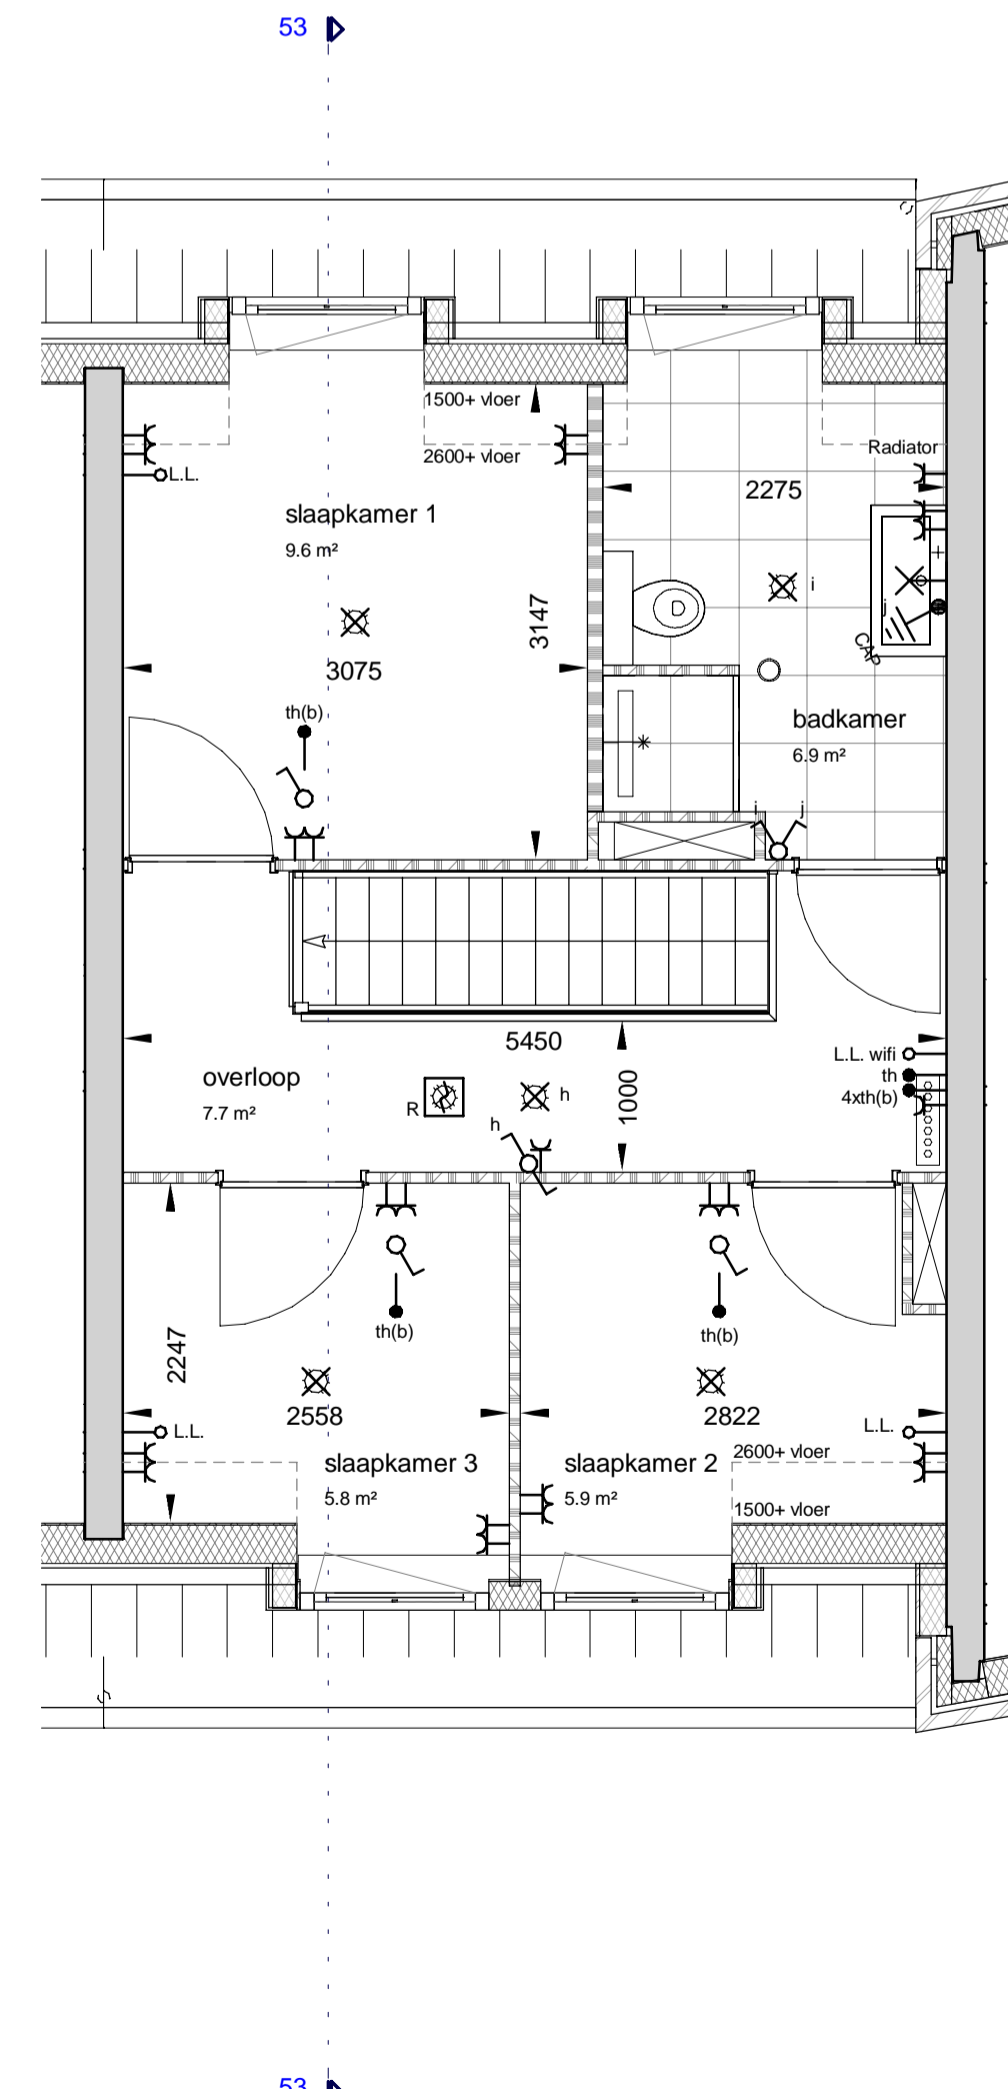 53
1500+ vloer
2600+ vloer
Radiator
L.L.
2275
slaapkamer 1
9.6 m²
i
j
3147
CAP
3075
th(b)
badkamer
6.9 m²
i
j
5450
L.L. wifi
th
4xth(b)
overloop
7.7 m²
R
h
1000
h
th(b)
th(b)
2247
2558
2822
L.L.
L.L.
2600+ vloer
slaapkamer 3
5.8 m²
slaapkamer 2
5.9 m²
1500+ vloer
53